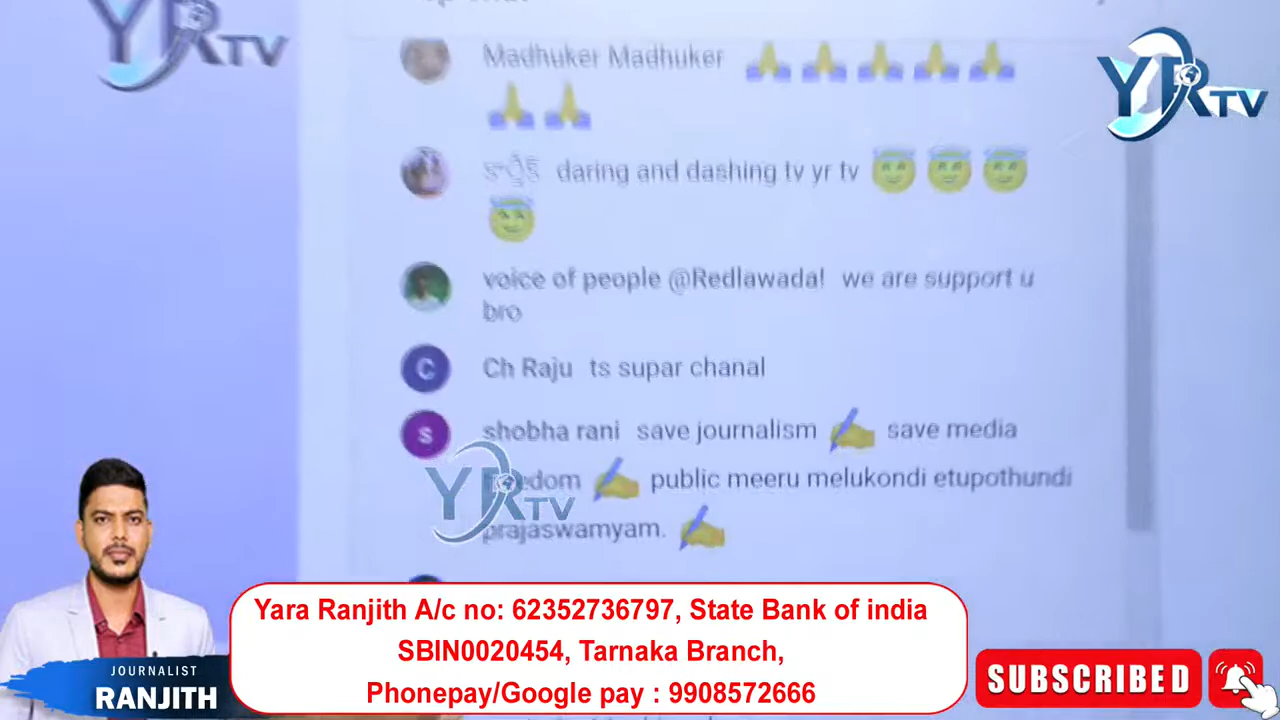 YRTV
YRTV
Madhuker Madhuker 🙏🙏🙏🙏🙏
🙏🙏
కార్తీక్ daring and dashing tv yr tv 😇😇😇
😇
voice of people @Redlawada! we are support u
bro
C
Ch Raju ts supar chanal
s
shobha rani save journalism ✍️ save media
✍️ public meeru melukondi etupothundi
YRTV
prajaswamyam. ✍️
Yara Ranjith A/c no: 62352736797, State Bank of india
SBIN0020454, Tarnaka Branch,
Phonepay/Google pay : 9908572666
JOURNALIST
RANJITH
SUBSCRIBED